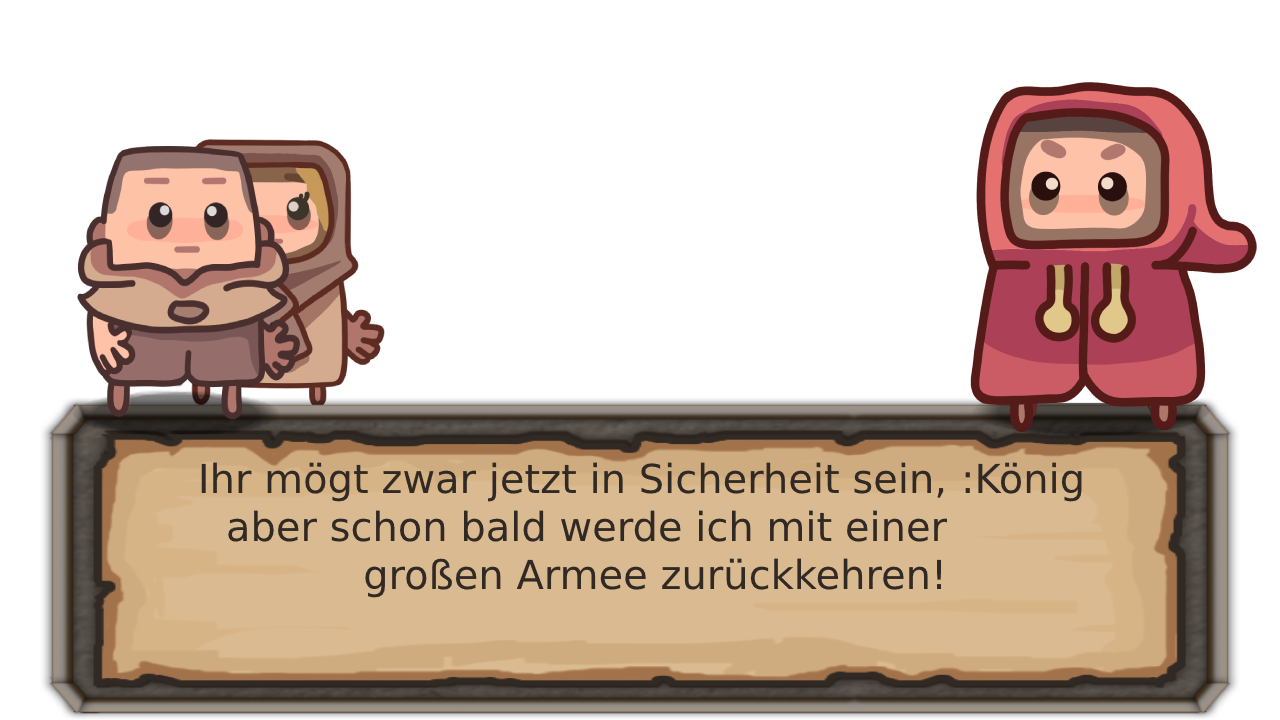 Ihr mögt zwar jetzt in Sicherheit sein, :König
aber schon bald werde ich mit einer
großen Armee zurückkehren!